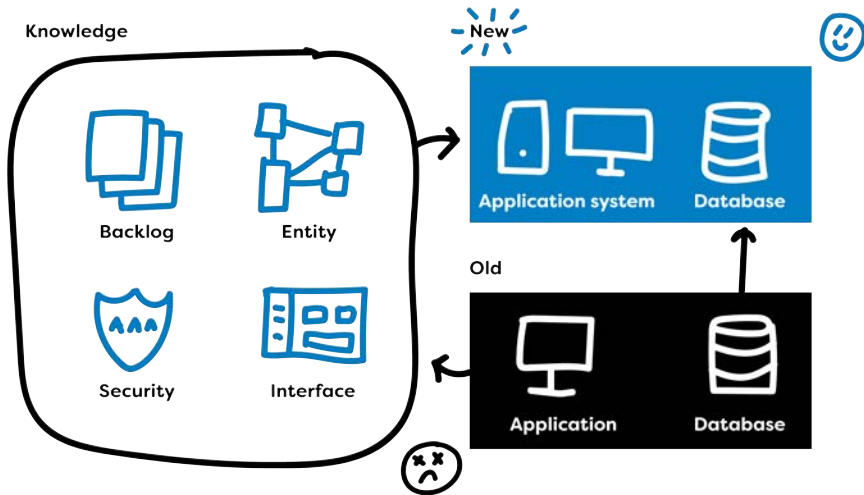 Knowledge
New
Backlog
Entity
Security
Interface
Application system
Database
Old
Application
Database